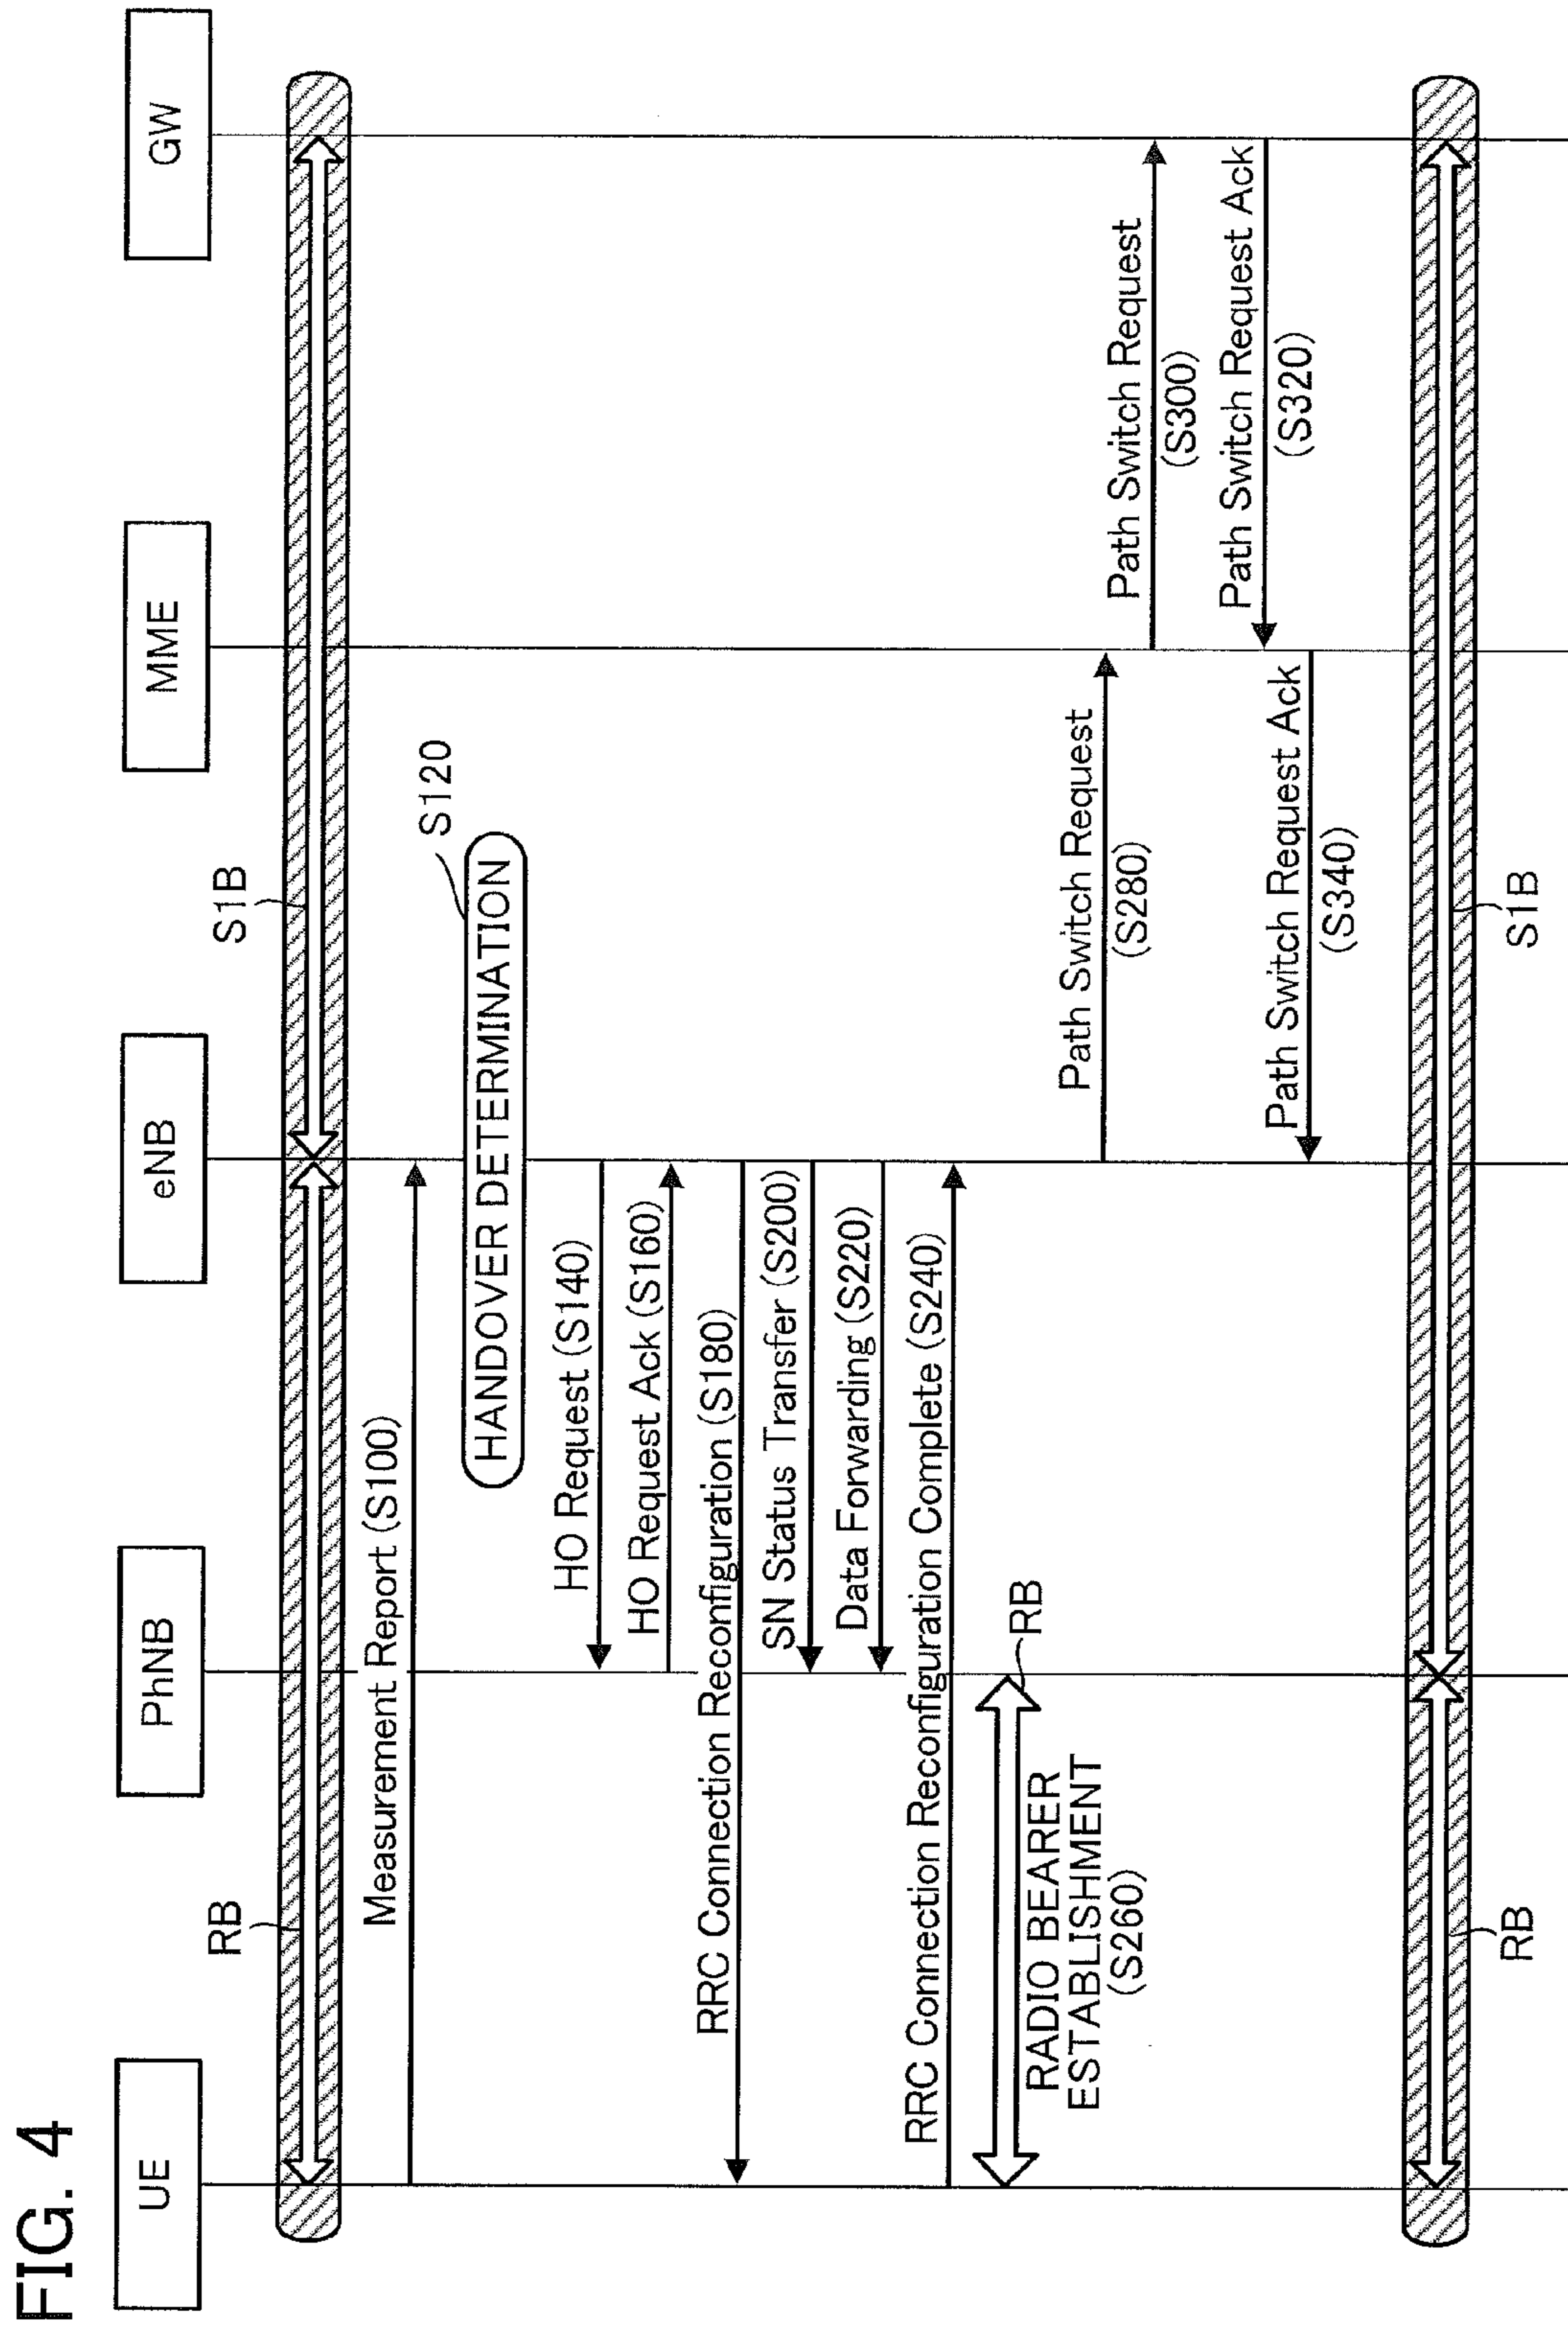 FIG. 4
UE
PhNB
eNB
MME
GW
RB
S1B
Measurement Report (S100)
S120
HANDOVER DETERMINATION
HO Request (S140)
HO Request Ack (S160)
RRC Connection Reconfiguration (S180)
SN Status Transfer (S200)
Data Forwarding (S220)
RRC Connection Reconfiguration Complete (S240)
RB
RADIO BEARER
ESTABLISHMENT
(S260)
Path Switch Request
(S280)
Path Switch Request
(S300)
Path Switch Request Ack
(S320)
Path Switch Request Ack
(S340)
RB
S1B